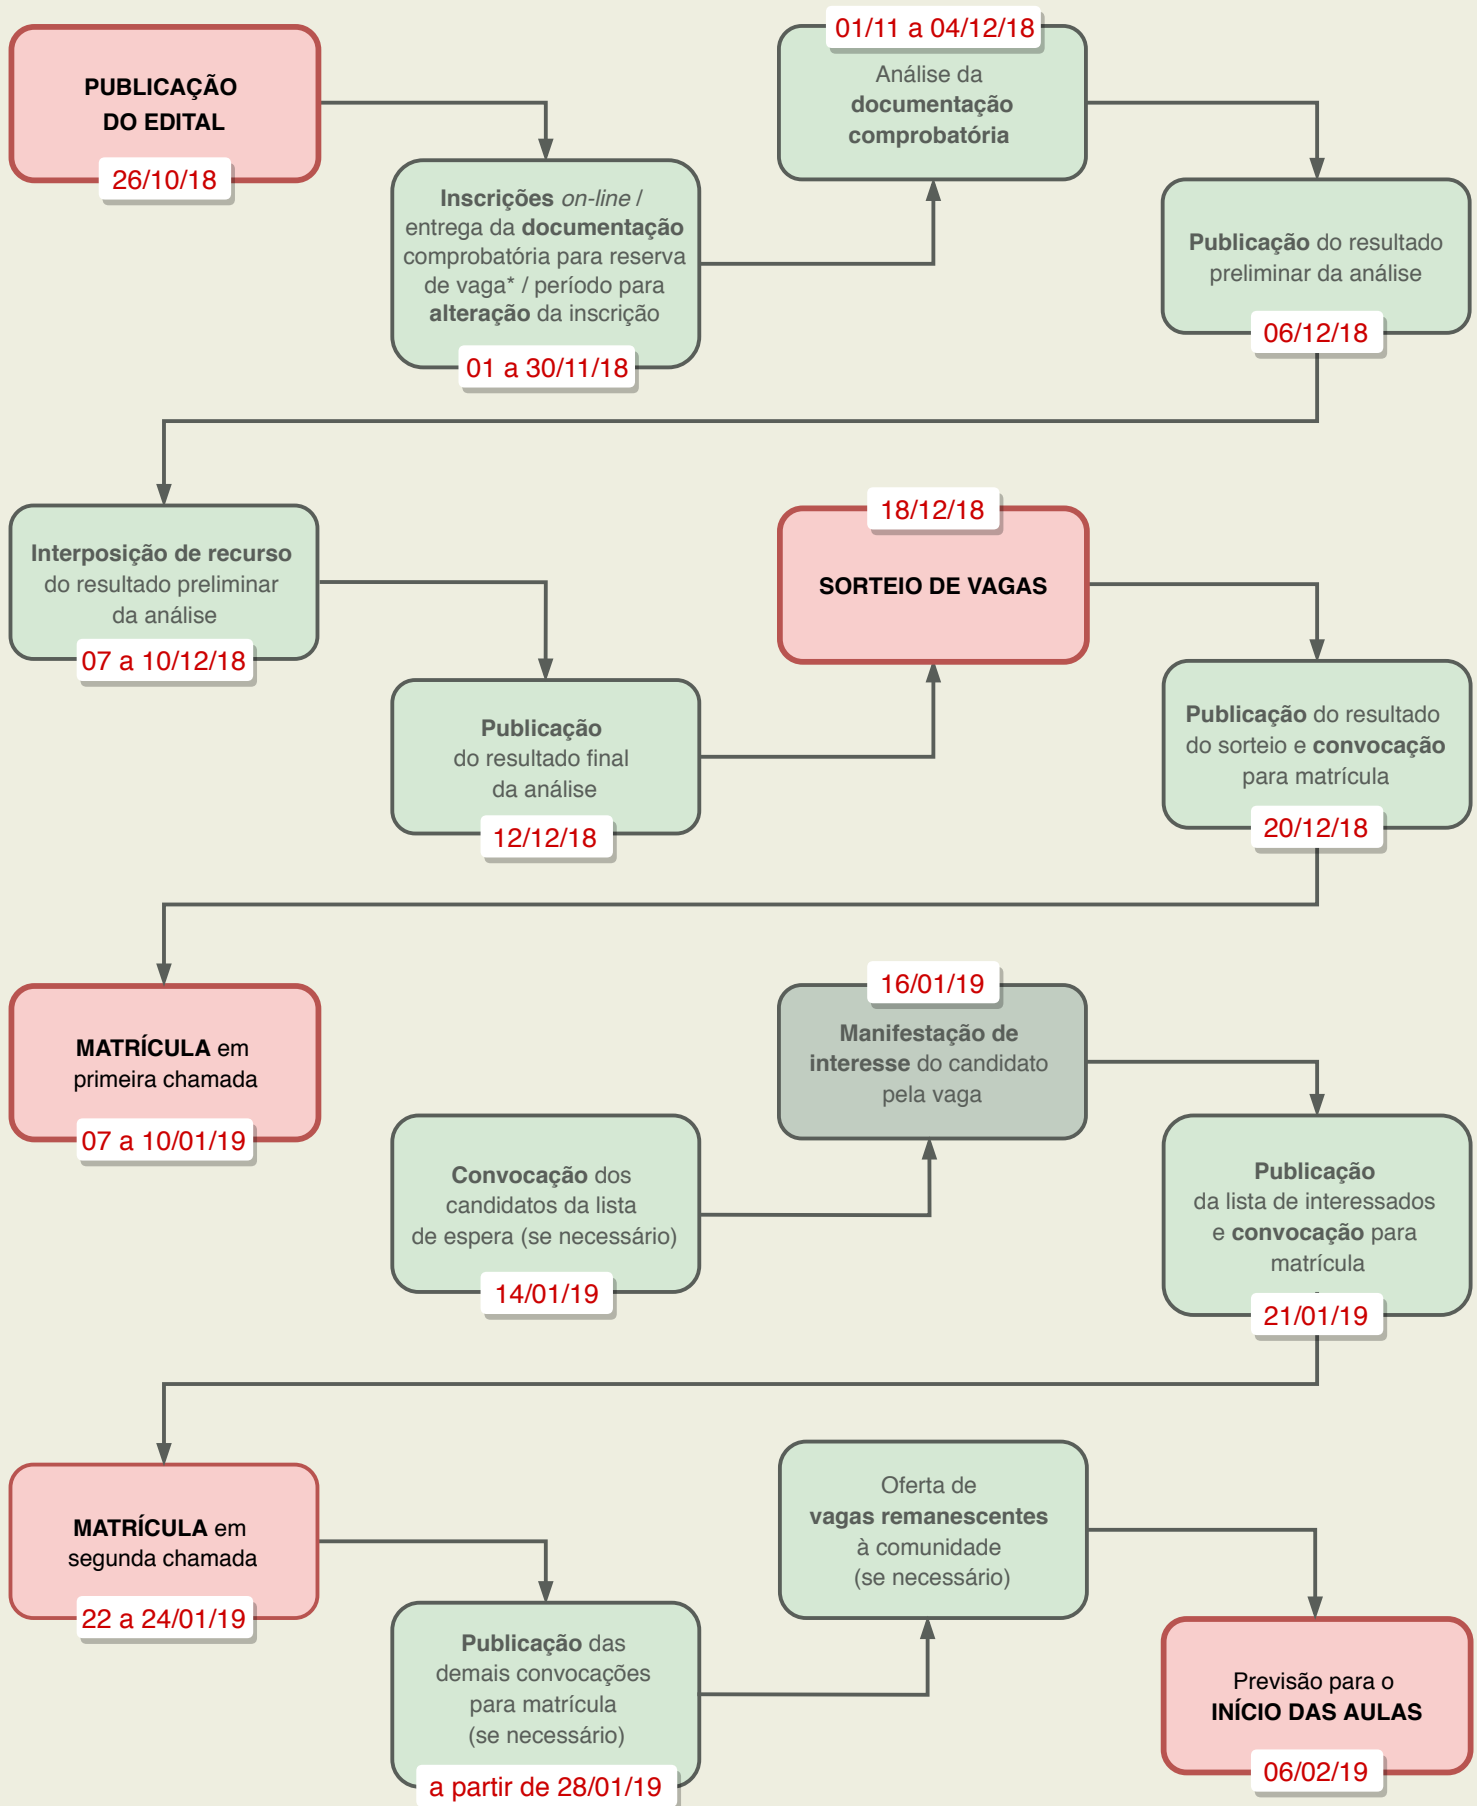 PUBLICAÇÃO
DO EDITAL
26/10/18
Inscrições on-line /
entrega da documentação
comprobatória para reserva
de vaga* / período para
alteração da inscrição
01 a 30/11/18
01/11 a 04/12/18
Análise da
documentação
comprobatória
Publicação do resultado
preliminar da análise
06/12/18
Interposição de recurso
do resultado preliminar
da análise
07 a 10/12/18
Publicação
do resultado final
da análise
12/12/18
18/12/18
SORTEIO DE VAGAS
Publicação do resultado
do sorteio e convocação
para matrícula
20/12/18
MATRÍCULA em
primeira chamada
07 a 10/01/19
Convocação dos
candidatos da lista
de espera (se necessário)
14/01/19
16/01/19
Manifestação de
interesse do candidato
pela vaga
Publicação
da lista de interessados
e convocação para
matrícula
21/01/19
MATRÍCULA em
segunda chamada
22 a 24/01/19
Publicação das
demais convocações
para matrícula
(se necessário)
a partir de 28/01/19
Oferta de
vagas remanescentes
à comunidade
(se necessário)
Previsão para o
INÍCIO DAS AULAS
06/02/19